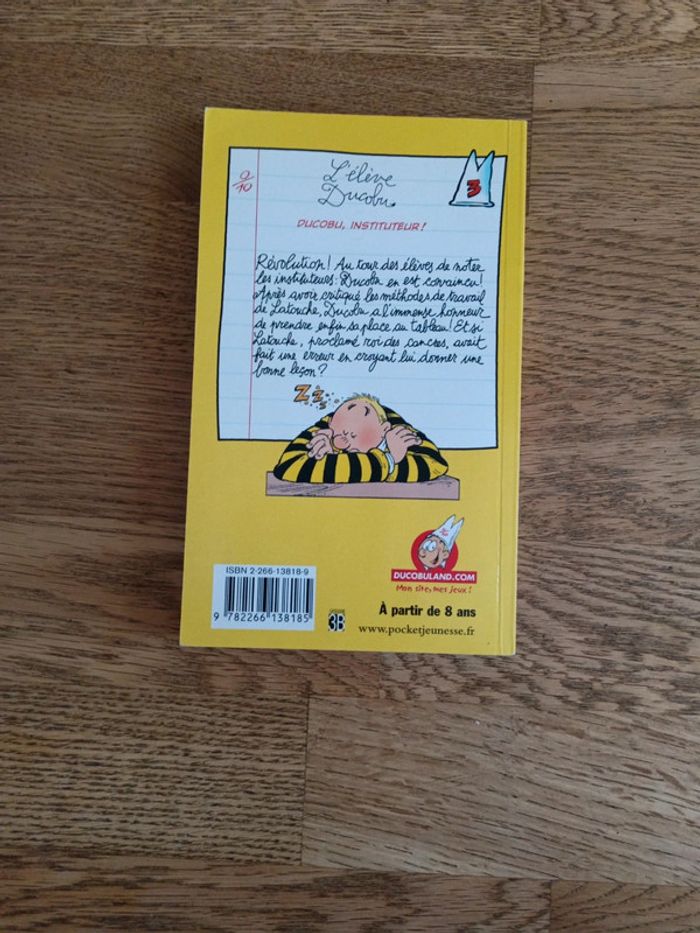 0/10
L'élève
Ducobu
3
DUCOBU, INSTITUTEUR!
Révolution! Au tour des élèves de noter
les instituteurs: Ducobu en est convaincu!
Après avoir critiqué les méthodes de travail
de Latouche, Ducobu a l'immense honneur
de prendre enfin sa place au tableau! Et si
Latouche, proclamé roi des cancres, avait
fait une erreur en croyant lui donner une
bonne leçon?
ZZZ
DUCOBULAND.COM
Mon site, mes jeux!
ISBN 2-266-13818-9
9 782266 138185
CATÉGORIE
3B
À partir de 8 ans
www.pocketjeunesse.fr